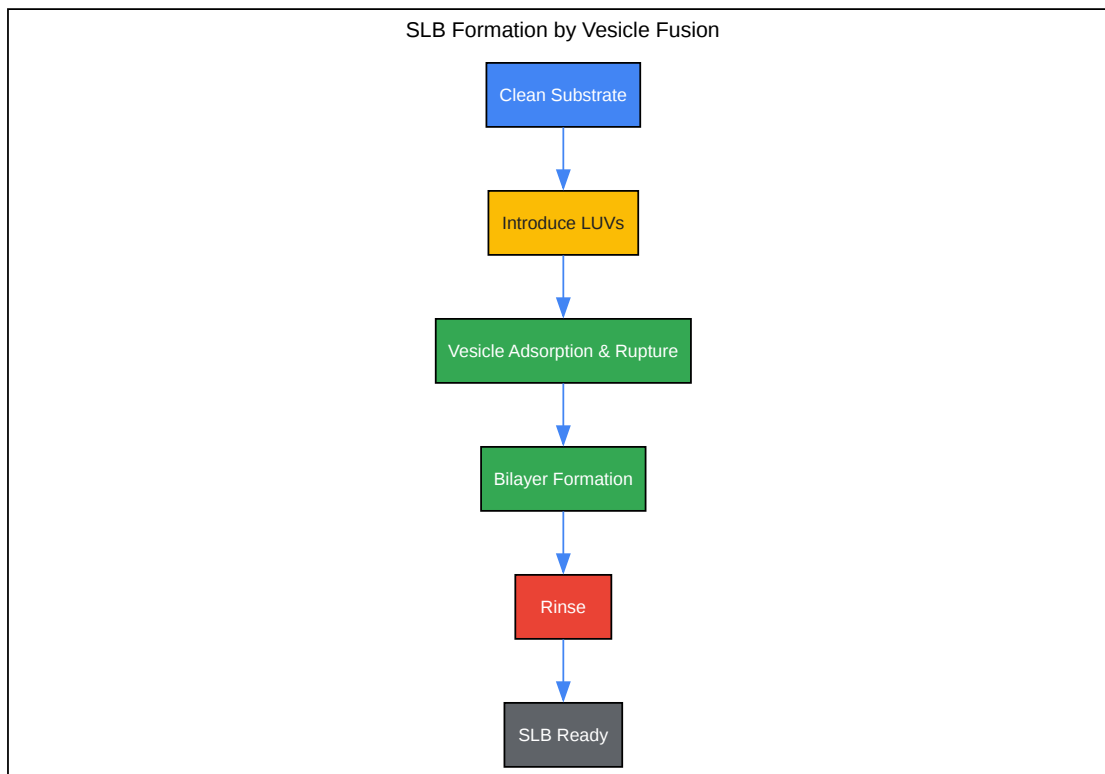 SLB Formation by Vesicle Fusion
Clean Substrate
Introduce LUVs
Vesicle Adsorption & Rupture
Bilayer Formation
Rinse
SLB Ready